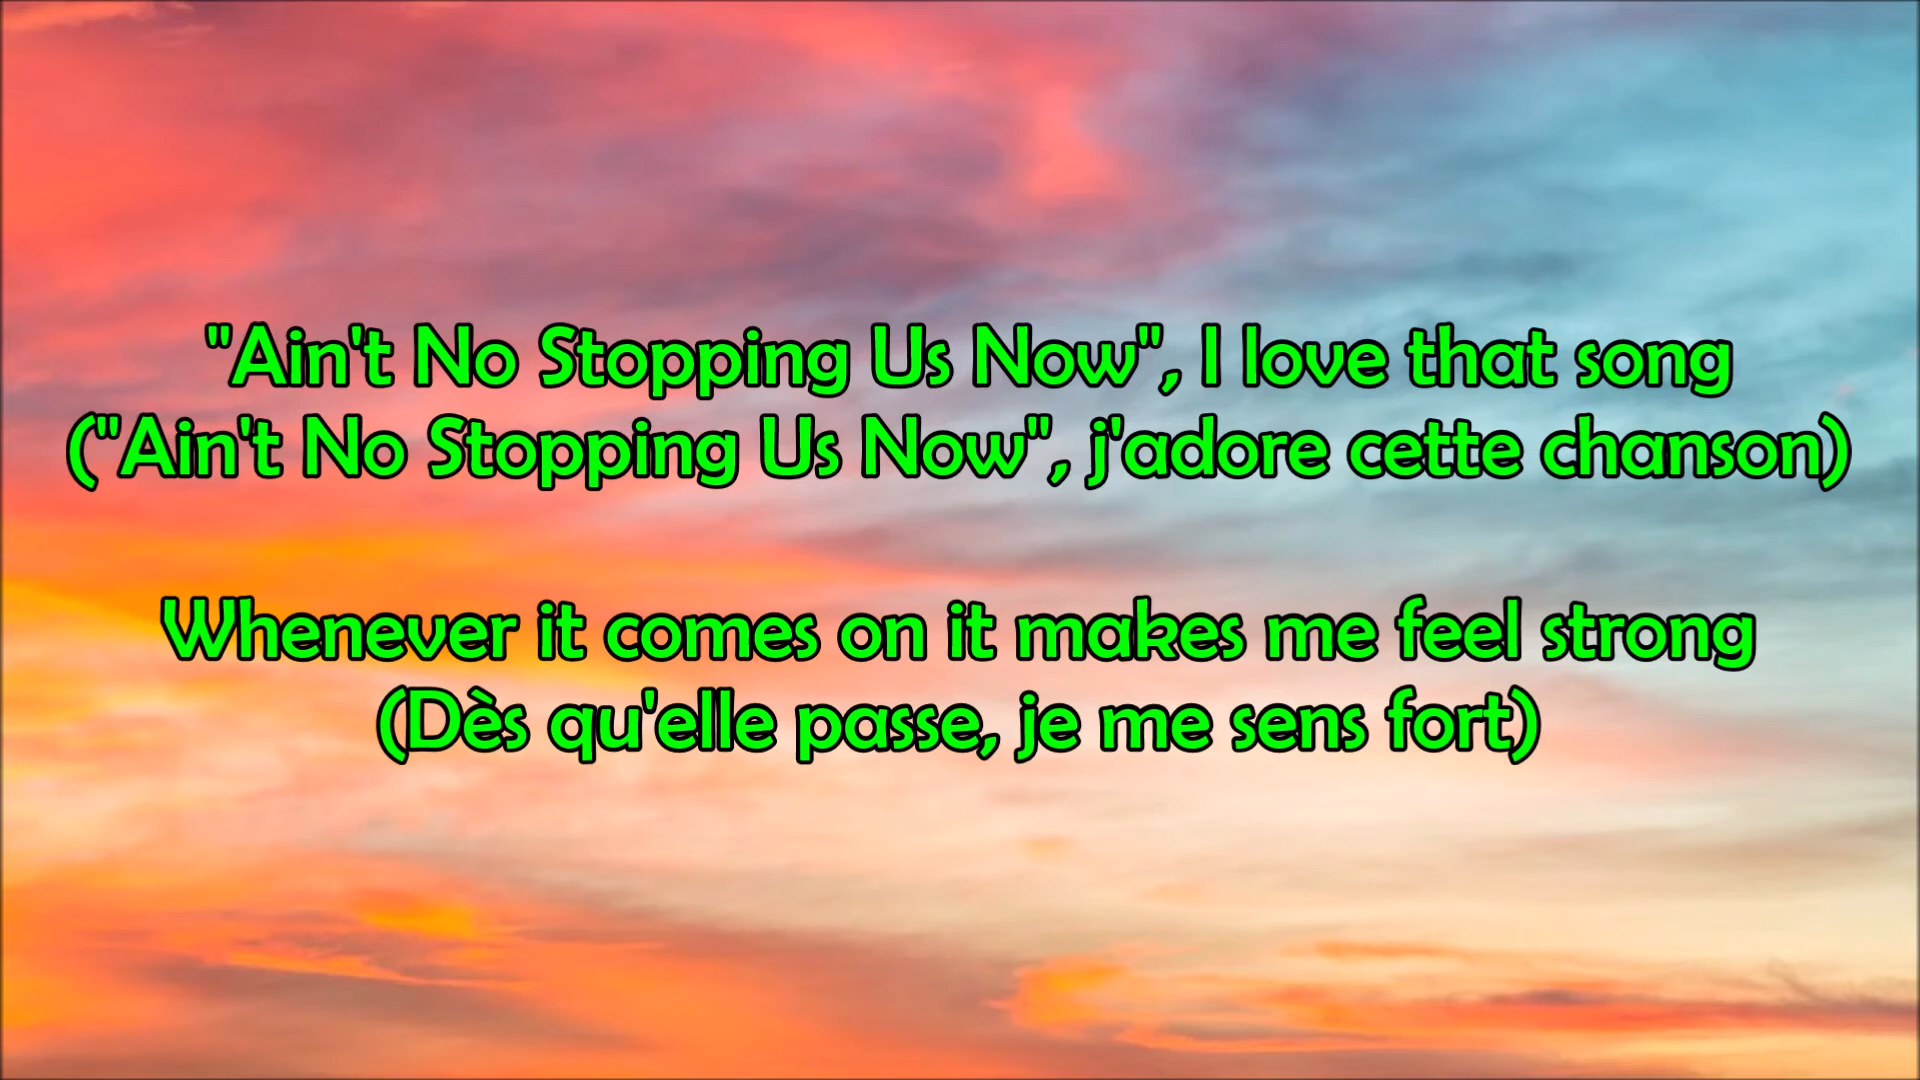 "Ain't No Stopping Us Now", I love that song
("Ain't No Stopping Us Now", j'adore cette chanson)
Whenever it comes on it makes me feel strong
(Dès qu'elle passe, je me sens fort)